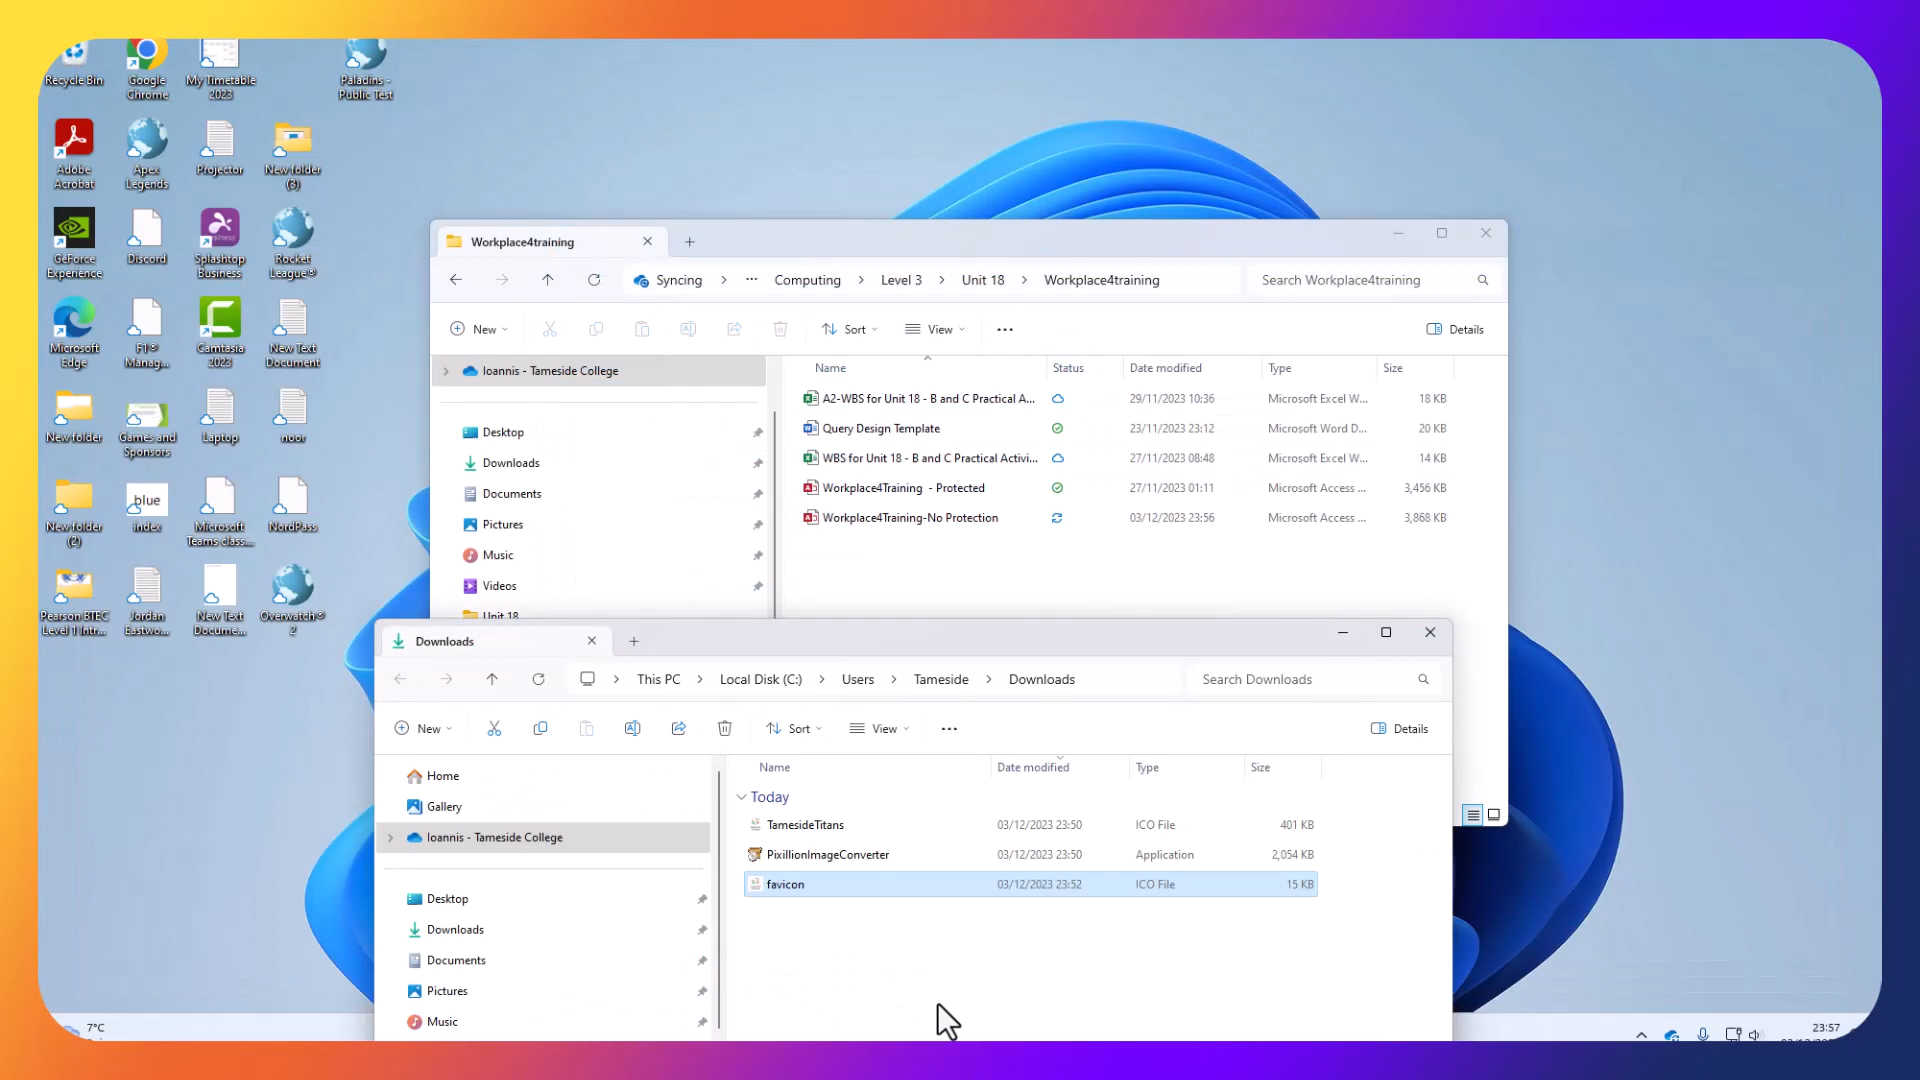 Recycle Bin
Google
Chrome
My Timetable
2023
Paladins -
Public Test
Adobe
Acrobat
Apex
Legends
Projector
New folder
(3)
GeForce
Experience
Discord
Splashtop
Business
Rocket
League®
Microsoft
Edge
F1®
Manag...
Camtasia
2023
New Text
Document
New folder
Games and
Sponsors
Laptop
noor
New folder
(2)
blue
index
Microsoft
Teams class...
NordPass
Pearson BTEC
Level 1 Intr...
Jordan
Eastwo...
New Text
Docume...
Overwatch®
2
Workplace4training
Syncing
Computing
Level 3
Unit 18
Workplace4training
Search Workplace4training
New
Sort
View
Details
Ioannis - Tameside College
Desktop
Downloads
Documents
Pictures
Music
Videos
Unit 18
Name Status Date modified Type Size
A2-WBS for Unit 18 - B and C Practical A... 29/11/2023 10:36 Microsoft Excel W... 18 KB
Query Design Template 23/11/2023 23:12 Microsoft Word D... 20 KB
WBS for Unit 18 - B and C Practical Activi... 27/11/2023 08:48 Microsoft Excel W... 14 KB
Workplace4Training - Protected 27/11/2023 01:11 Microsoft Access ... 3,456 KB
Workplace4Training-No Protection 03/12/2023 23:56 Microsoft Access ... 3,868 KB
Downloads
This PC
Local Disk (C:)
Users
Tameside
Downloads
Search Downloads
New
Sort
View
Details
Home
Gallery
Ioannis - Tameside College
Desktop
Downloads
Documents
Pictures
Music
Name Date modified Type Size
Today
TamesideTitans 03/12/2023 23:50 ICO File 401 KB
PixillionImageConverter 03/12/2023 23:50 Application 2,054 KB
favicon 03/12/2023 23:52 ICO File 15 KB
7°C
23:57